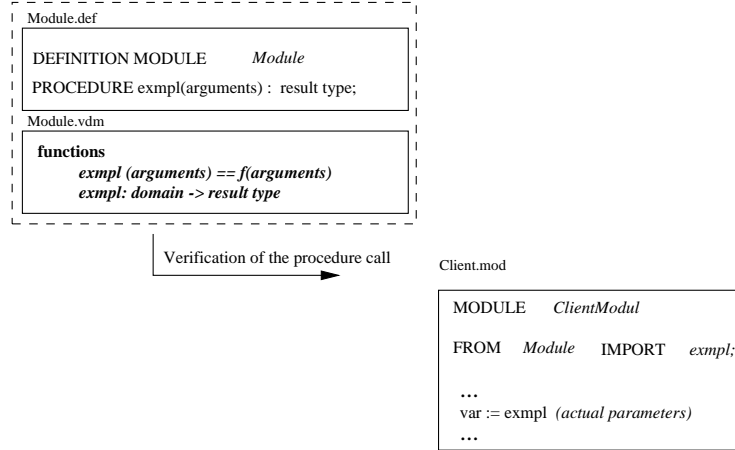 Module.def
DEFINITION MODULE Module
PROCEDURE exmpl(arguments) : result type;
Module.vdm
functions
exmpl (arguments) == f(arguments)
exmpl: domain -> result type
Verification of the procedure call
Client.mod
MODULE ClientModul
FROM Module IMPORT exmpl;
...
var := exmpl (actual parameters)
...